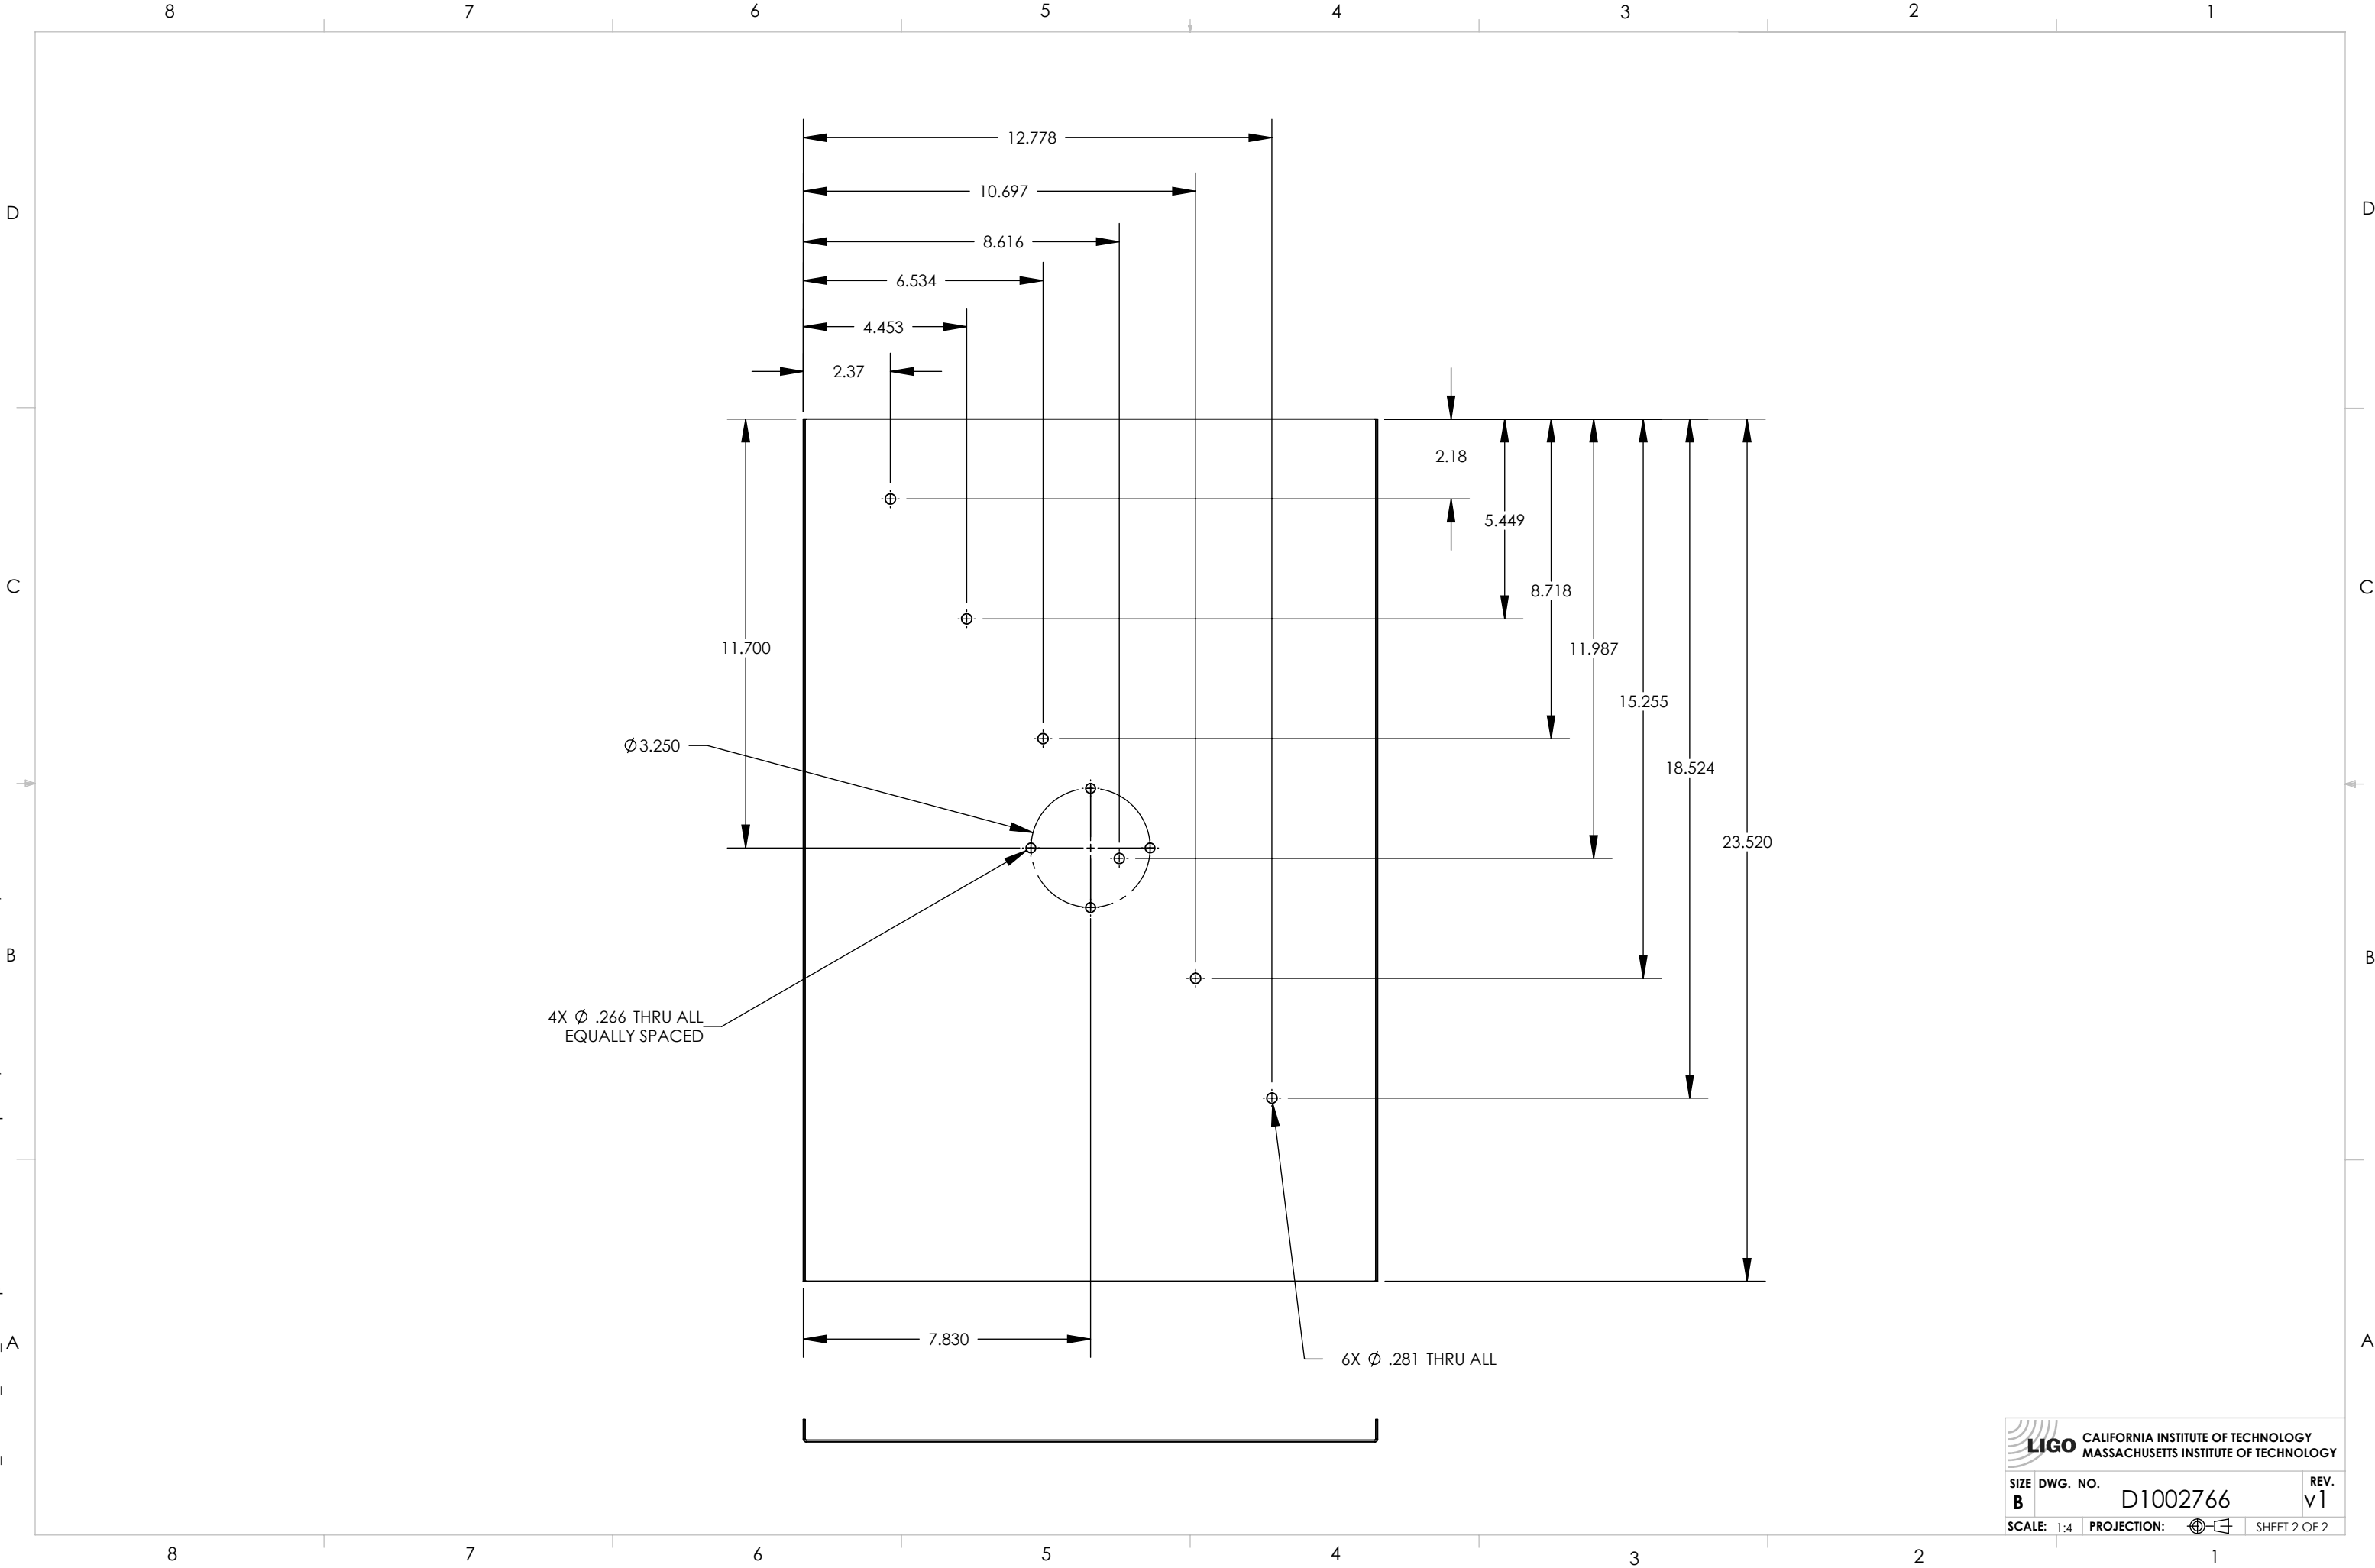 8 7 6 5 4 3 2 1
12.778
10.697
D D
8.616
6.534
4.453
2.37
2.18
5.449
C C
8.718
11.700
11.987
15.255
Ø3.250
18.524
23.520
B B
4X Ø .266 THRU ALL
EQUALLY SPACED
A A
7.830
6X Ø .281 THRU ALL
LIGO
CALIFORNIA INSTITUTE OF TECHNOLOGY
MASSACHUSETTS INSTITUTE OF TECHNOLOGY
SIZE DWG. NO. REV.
B D1002766 v1
SCALE: 1:4 PROJECTION: SHEET 2 OF 2
8 7 6 5 4 3 2 1